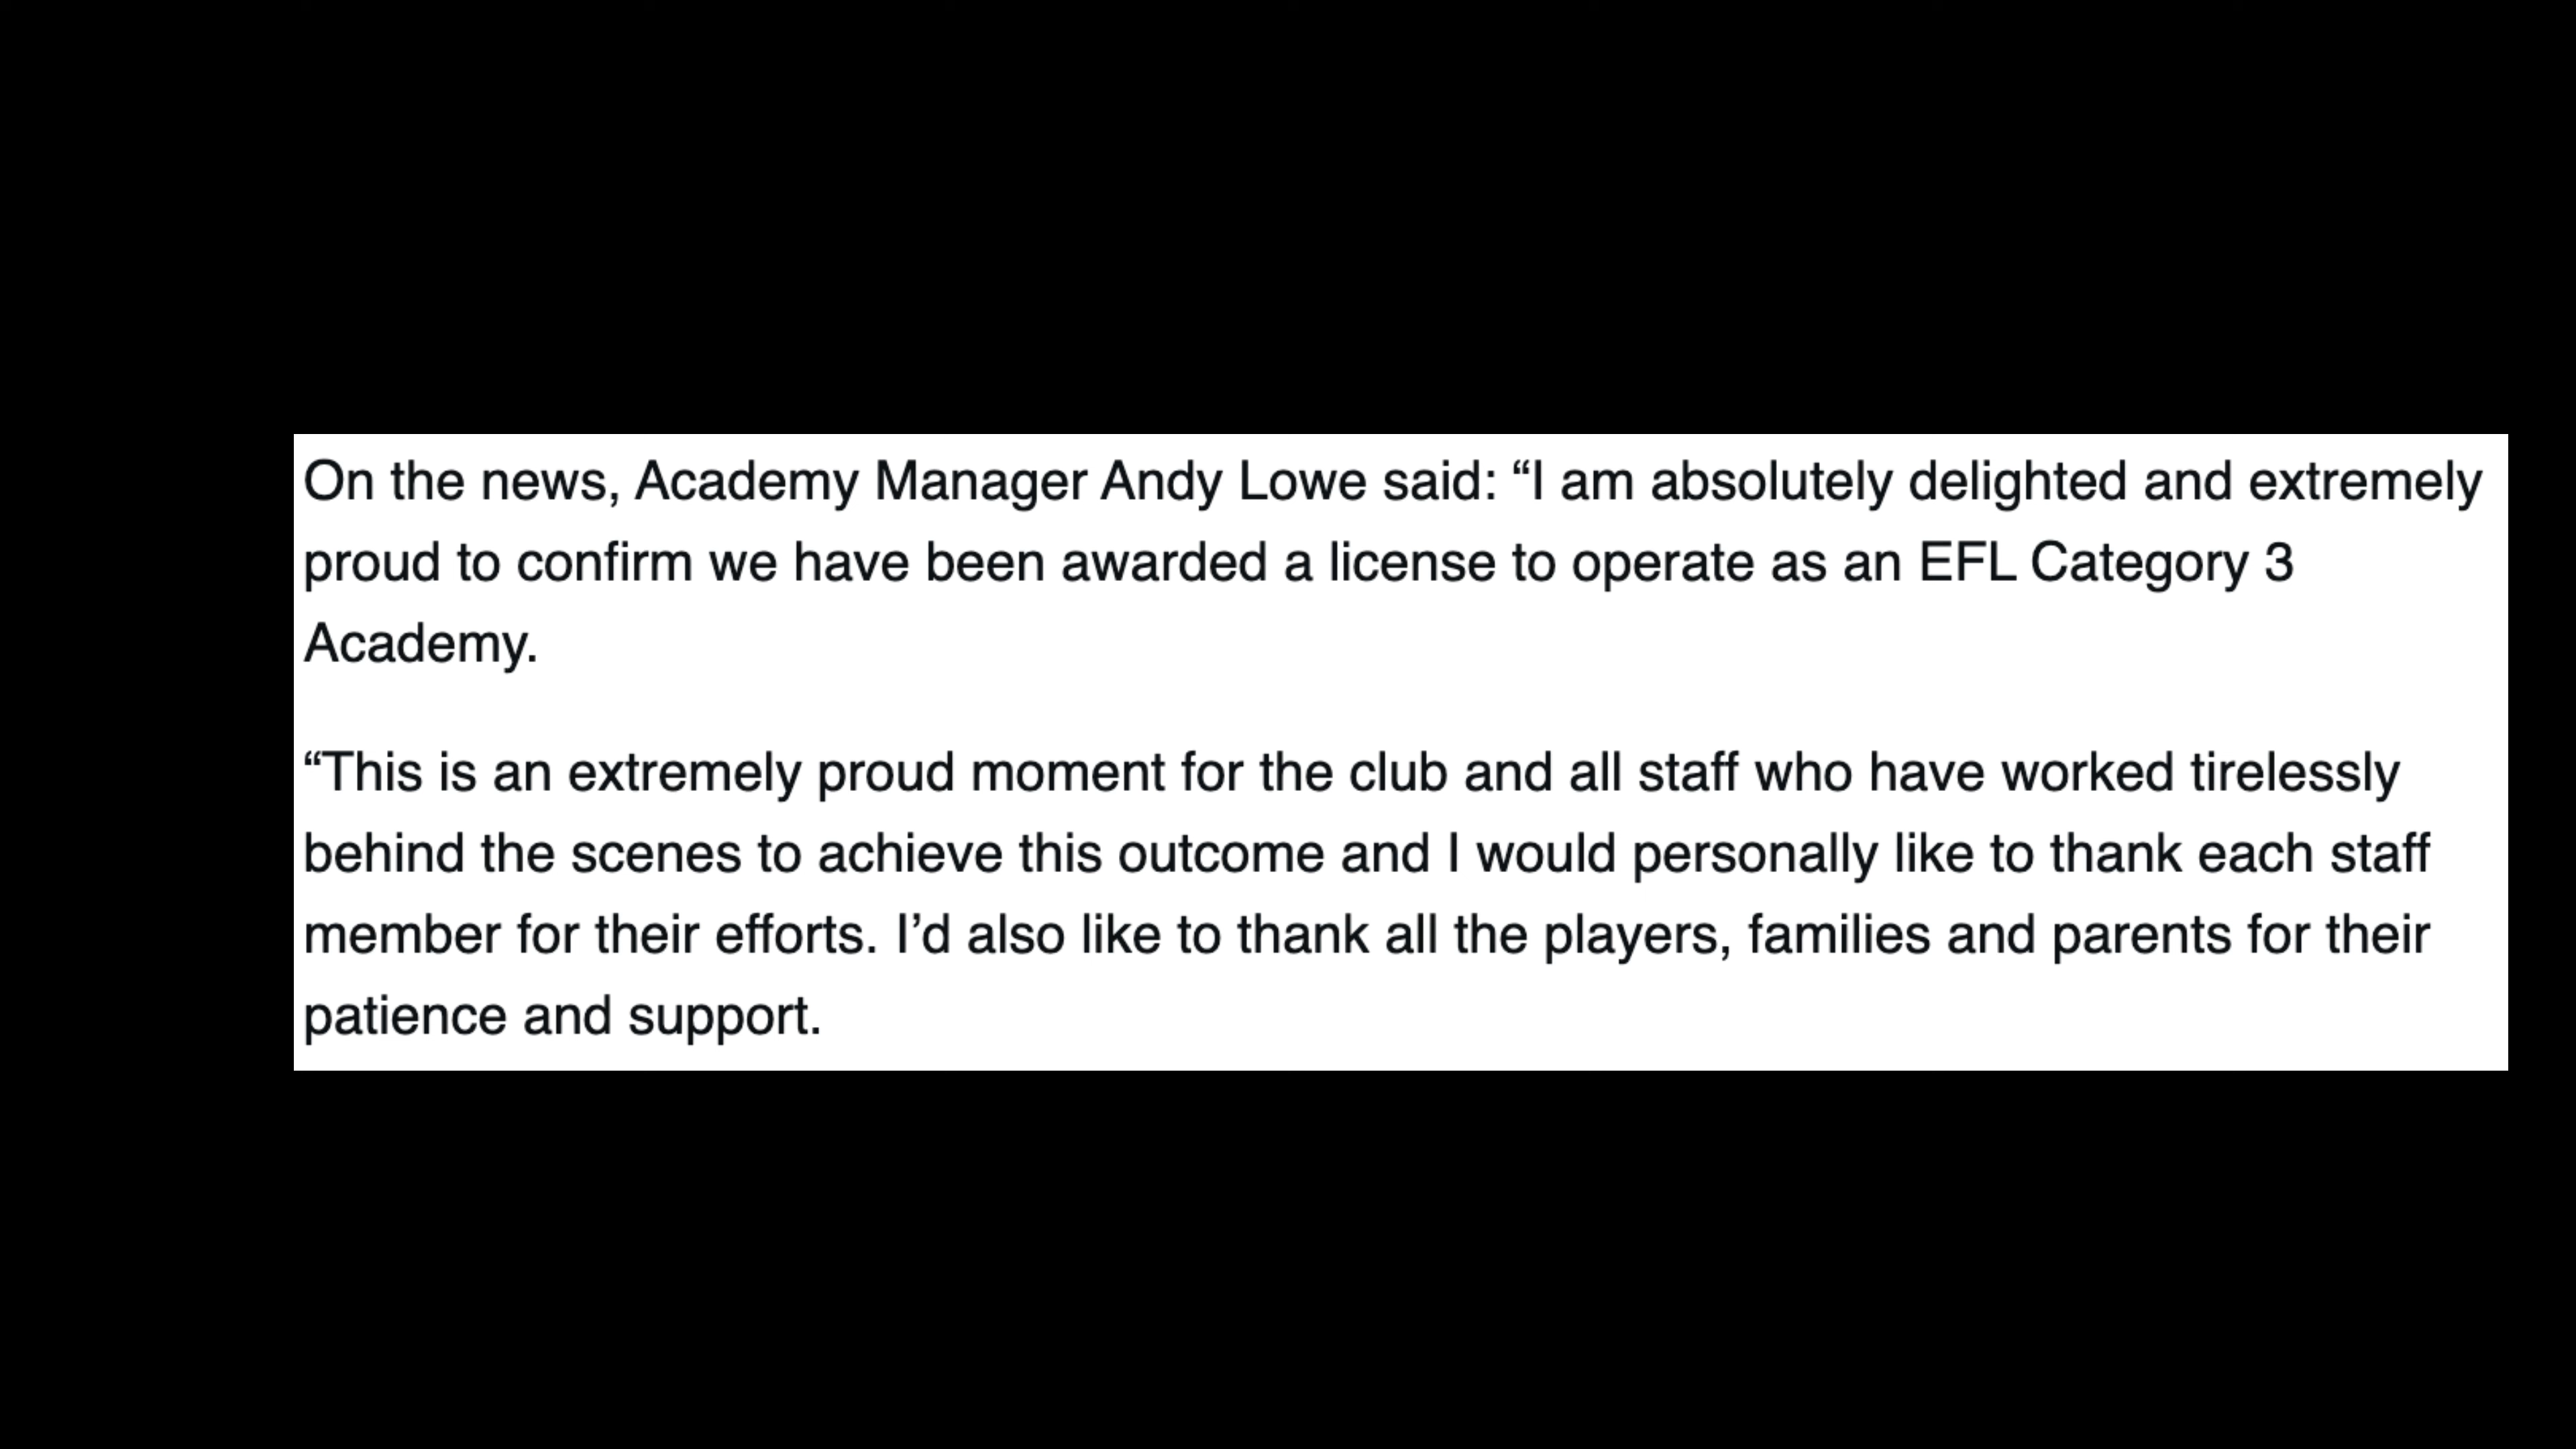 On the news, Academy Manager Andy Lowe said: “I am absolutely delighted and extremely
proud to confirm we have been awarded a license to operate as an EFL Category 3
Academy.
“This is an extremely proud moment for the club and all staff who have worked tirelessly
behind the scenes to achieve this outcome and I would personally like to thank each staff
member for their efforts. I’d also like to thank all the players, families and parents for their
patience and support.